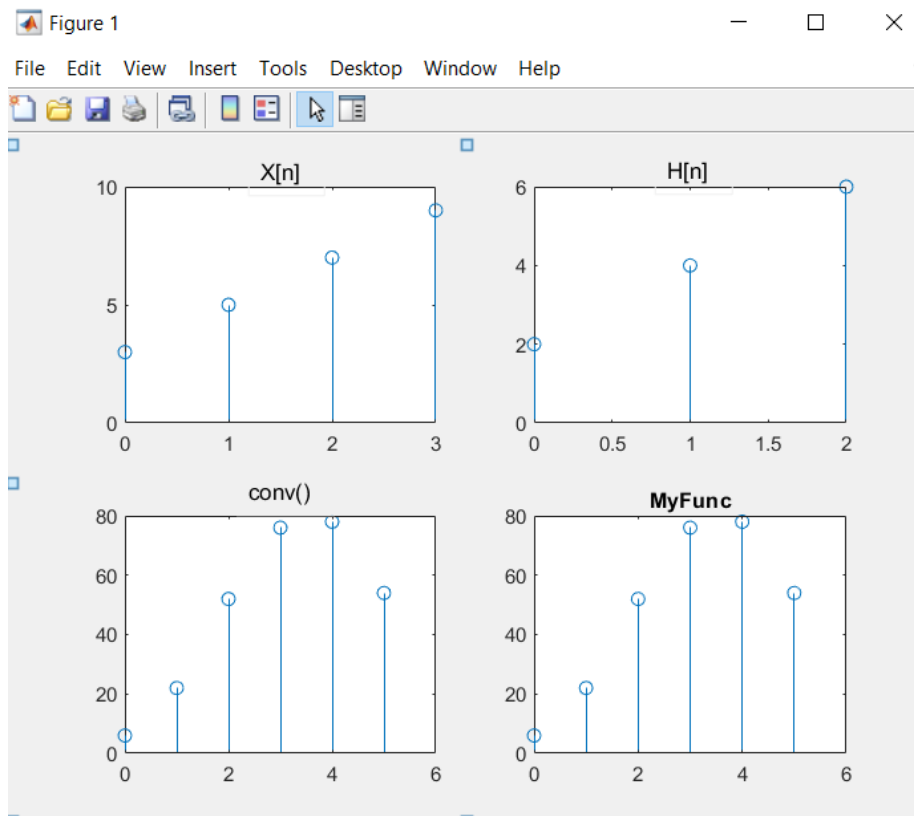 Figure 1
File Edit View Insert Tools Desktop Window Help
X[n]
10
5
0
0 1 2 3
H[n]
6
4
2
0
0 0.5 1 1.5 2
conv()
80
60
40
20
0
0 2 4 6
MyFunc
80
60
40
20
0
0 2 4 6